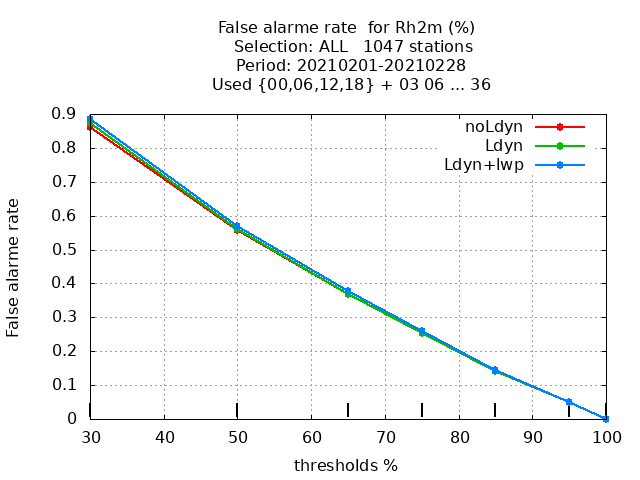 False alarme rate  for Rh2m (%)
Selection: ALL   1047 stations
Period: 20210201-20210228
Used {00,06,12,18} + 03 06 ... 36
noLdyn
Ldyn
Ldyn+lwp
False alarme rate
0.9
0.8
0.7
0.6
0.5
0.4
0.3
0.2
0.1
0
30 40 50 60 70 80 90 100
thresholds %